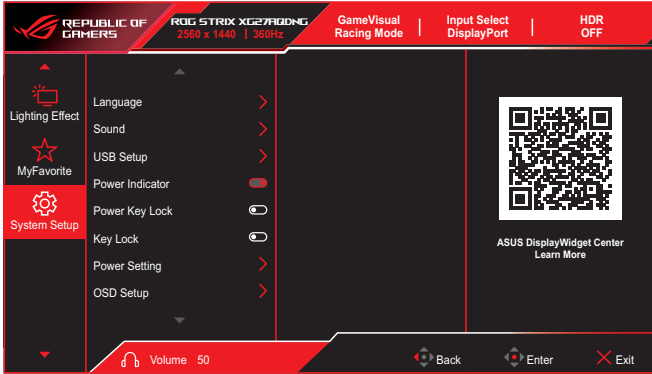 REPUBLIC OF
GAMERS
ROG STRIX XG27AQDNG
2560 x 1440 | 360Hz
GameVisual
Racing Mode
Input Select
DisplayPort
HDR
OFF
Lighting Effect
MyFavorite
System Setup
Language
Sound
USB Setup
Power Indicator
Power Key Lock
Key Lock
Power Setting
OSD Setup
ASUS DisplayWidget Center
Learn More
Volume 50
Back
Enter
Exit